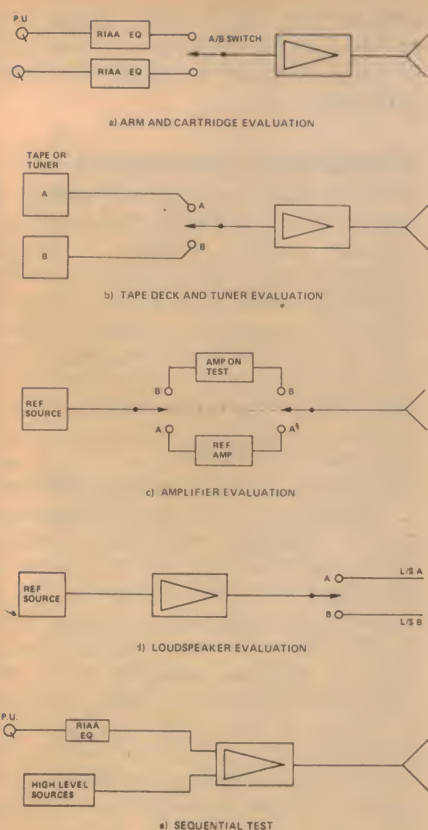 P.U
RIAA EQ
A/B SWITCH
RIAA EQ
a) ARM AND CARTRIDGE EVALUATION
TAPE OR
TUNER
A
A
B
B
b) TAPE DECK AND TUNER EVALUATION
AMP ON
TEST
B
B
REF
SOURCE
A
A
REF
AMP
c) AMPLIFIER EVALUATION
REF
SOURCE
A
L/S A
B
L/S B
d) LOUDSPEAKER EVALUATION
P.U.
RIAA
EQ
HIGH LEVEL
SOURCES
e) SEQUENTIAL TEST